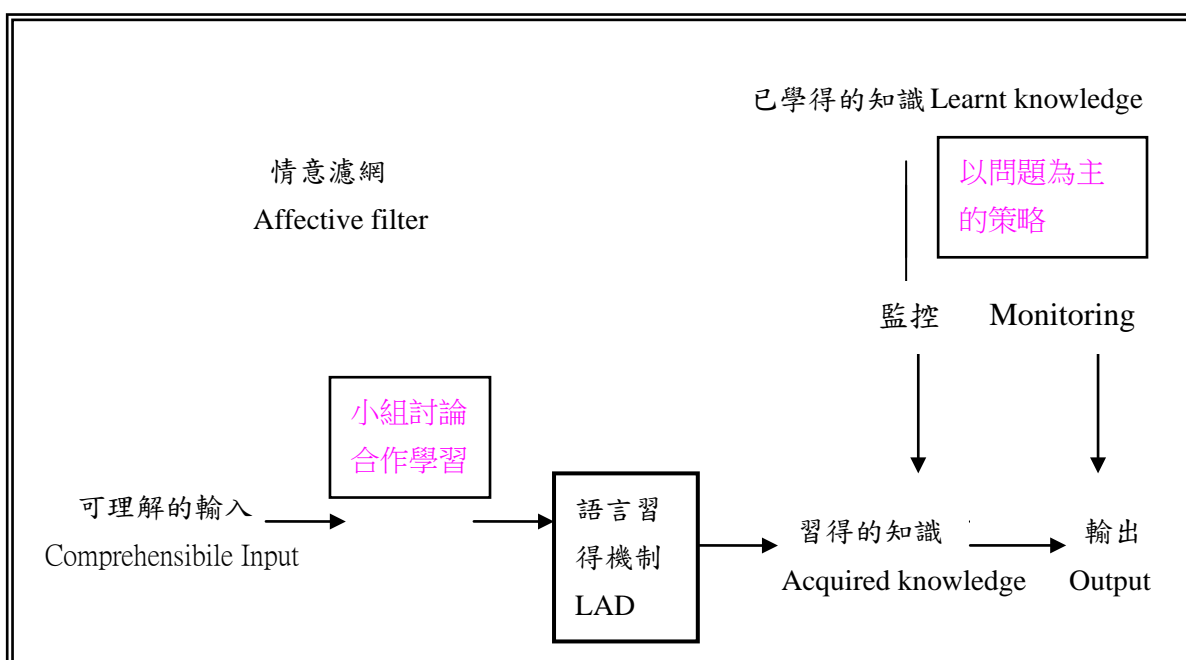 已學得的知識 Learnt knowledge
情意濾網
Affective filter
以問題為主
的策略
監控 Monitoring
小組討論
合作學習
可理解的輸入
Comprehensibile Input
語言習
得機制
LAD
習得的知識
Acquired knowledge
輸出
Output